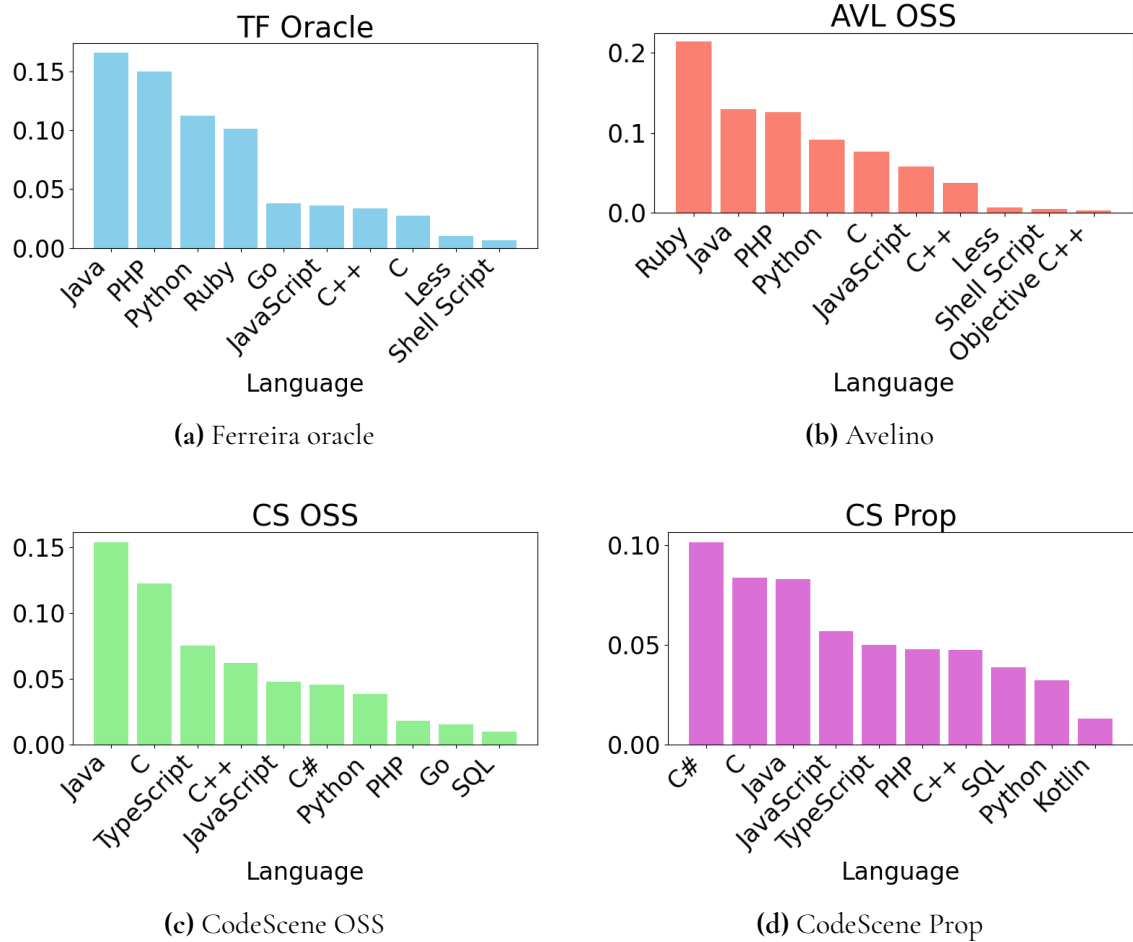 TF Oracle
0.15
0.10
0.05
0.00
Java
PHP
Python
Ruby
Go
JavaScript
C++
C
Less
Shell Script
Language
(a) Ferreira oracle
AVL OSS
0.2
0.1
0.0
Ruby
Java
PHP
Python
C
JavaScript
C++
Less
Shell Script
Objective C++
Language
(b) Avelino
CS OSS
0.15
0.10
0.05
0.00
Java
C
TypeScript
C++
JavaScript
C#
Python
PHP
Go
SQL
Language
(c) CodeScene OSS
CS Prop
0.10
0.05
0.00
C#
C
Java
JavaScript
TypeScript
PHP
C++
SQL
Python
Kotlin
Language
(d) CodeScene Prop